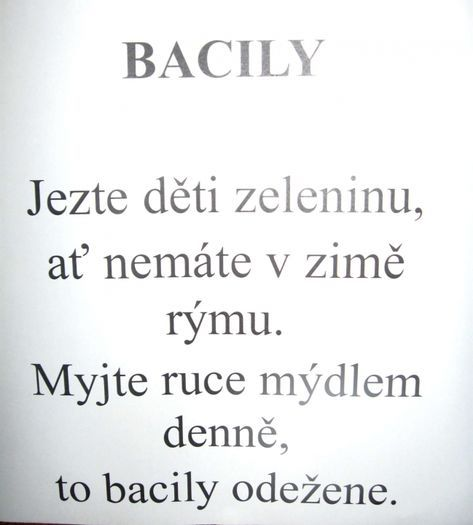 BACILY
Jezte děti zeleninu,
ať nemáte v zimě
rýmu.
Myjte ruce mýdlem
denně,
to bacily odežene.